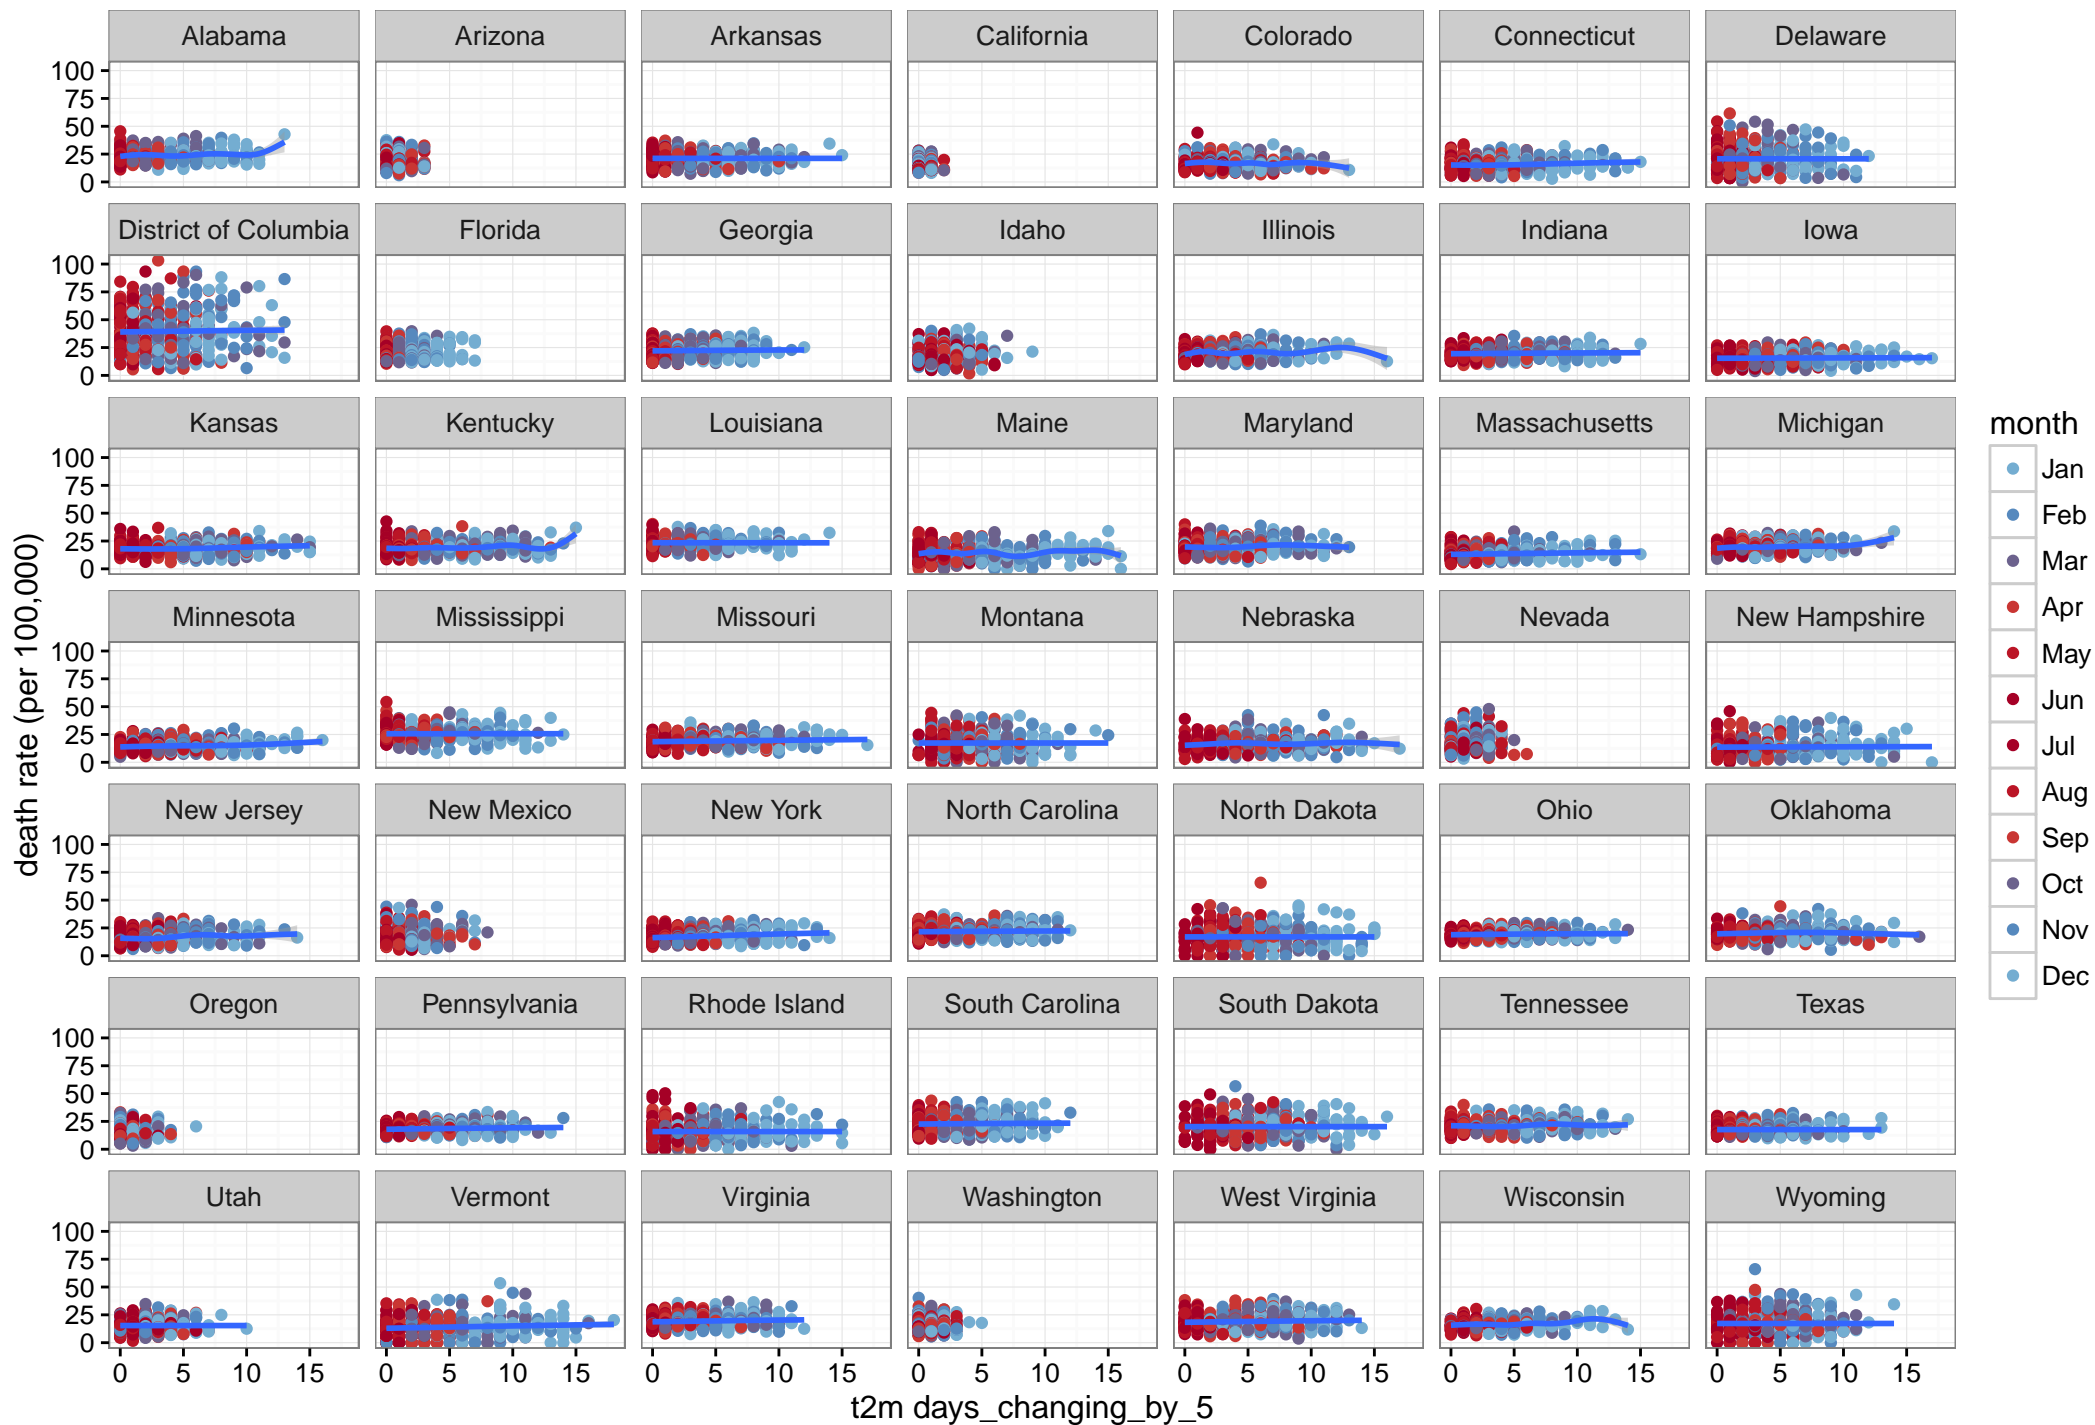 Alabama Arizona Arkansas California Colorado Connecticut Delaware
100
75
50
25
0
District of Columbia Florida Georgia Idaho Illinois Indiana Iowa
100
75
50
25
0
Kansas Kentucky Louisiana Maine Maryland Massachusetts Michigan
100
75
50
25
0
Minnesota Mississippi Missouri Montana Nebraska Nevada New Hampshire
100
75
50
25
0
New Jersey New Mexico New York North Carolina North Dakota Ohio Oklahoma
100
75
50
25
0
Oregon Pennsylvania Rhode Island South Carolina South Dakota Tennessee Texas
100
75
50
25
0
Utah Vermont Virginia Washington West Virginia Wisconsin Wyoming
100
75
50
25
0
0 5 10 15 0 5 10 15 0 5 10 15 0 5 10 15 0 5 10 15 0 5 10 15 0 5 10 15
t2m days_changing_by_5
death rate (per 100,000)
month
Jan
Feb
Mar
Apr
May
Jun
Jul
Aug
Sep
Oct
Nov
Dec